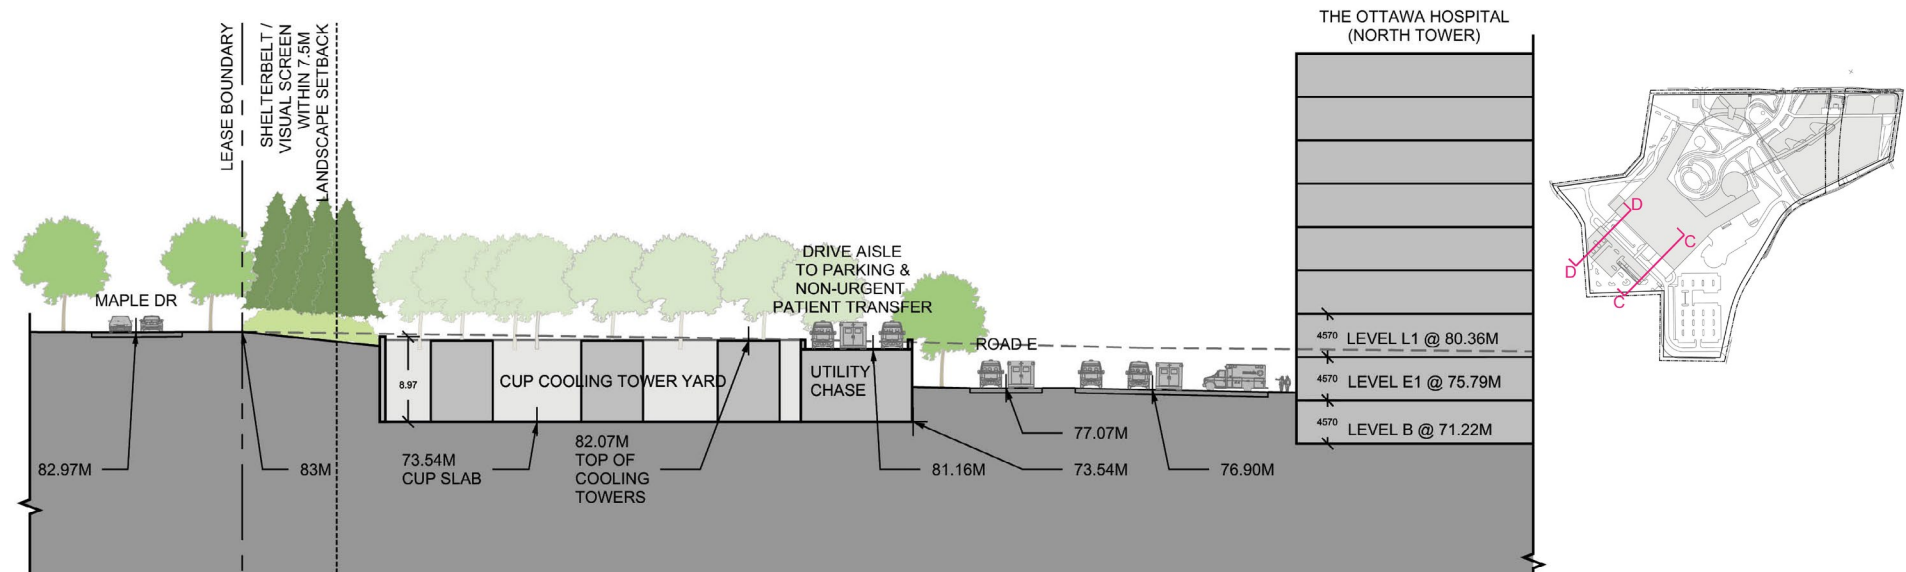 THE OTTAWA HOSPITAL
(NORTH TOWER)
LEASE BOUNDARY
SHELTERBELT /
VISUAL SCREEN
WITHIN 7.5M
LANDSCAPE SETBACK
MAPLE DR
DRIVE AISLE
TO PARKING &
NON-URGENT
PATIENT TRANSFER
ROAD E
4570 LEVEL L1 @ 80.36M
4570 LEVEL E1 @ 75.79M
4570 LEVEL B @ 71.22M
8.97
CUP COOLING TOWER YARD
UTILITY
CHASE
82.97M
83M
73.54M
CUP SLAB
82.07M
TOP OF
COOLING
TOWERS
81.16M
77.07M
73.54M
76.90M
D
D
C
C